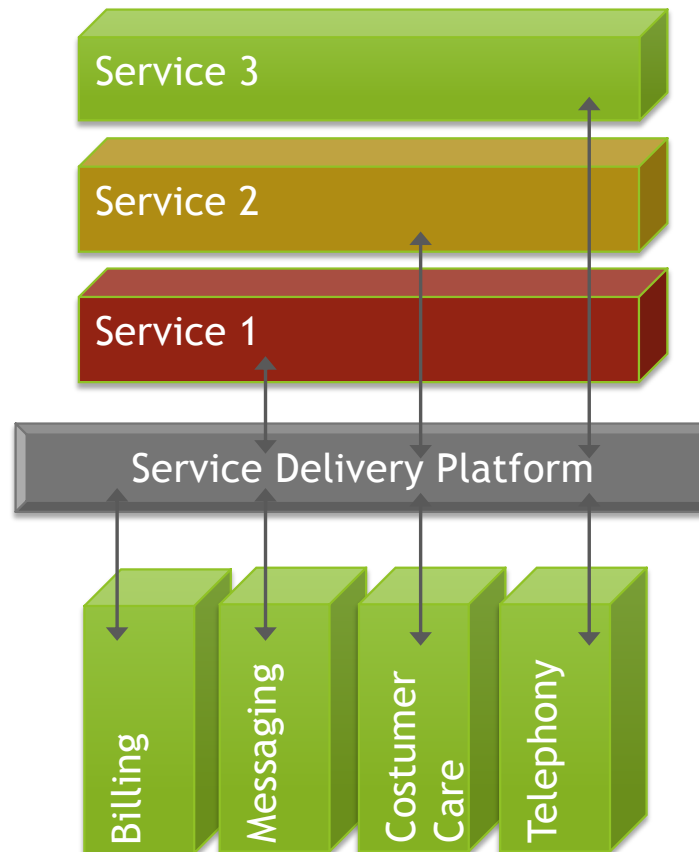 Service 3
Service 2
Service 1
Service Delivery Platform
Billing
Messaging
Costumer
Care
Telephony